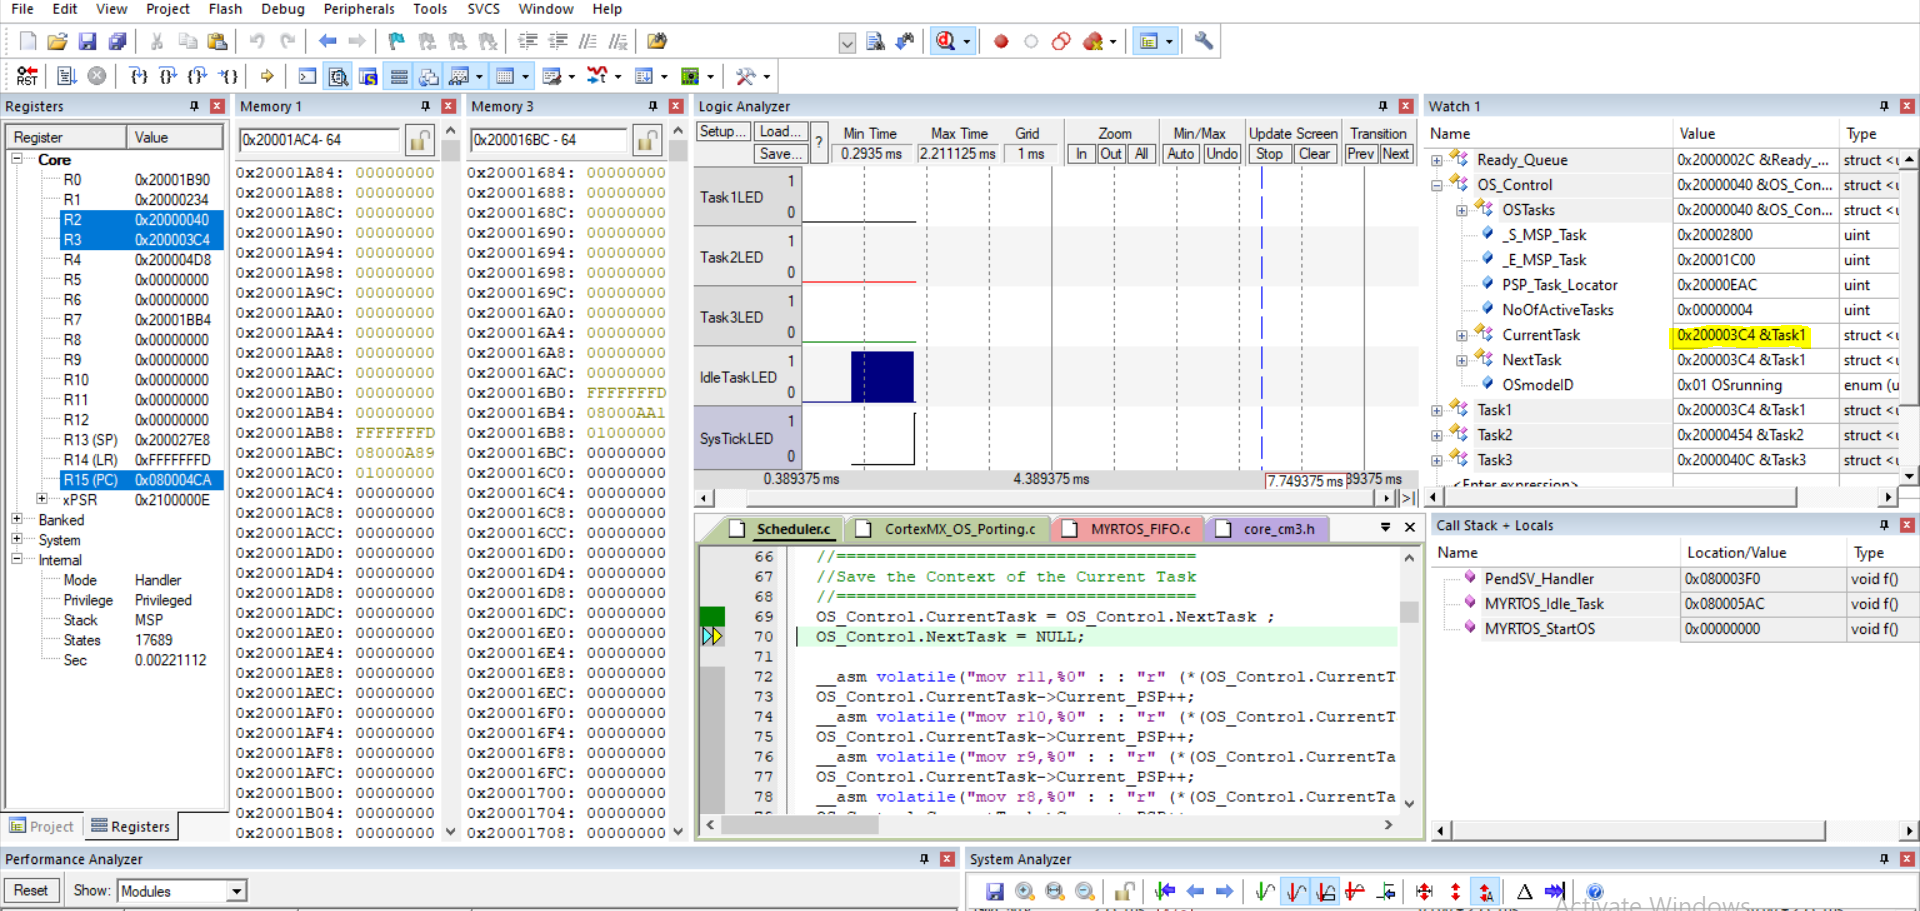 File Edit View Project Flash Debug Peripherals Tools SVCS Window Help
Registers
Register Value
Core
R0 0x20001B90
R1 0x20000234
R2 0x20000040
R3 0x200003C4
R4 0x200004D8
R5 0x00000000
R6 0x00000000
R7 0x20001BB4
R8 0x00000000
R9 0x00000000
R10 0x00000000
R11 0x00000000
R12 0x00000000
R13 (SP) 0x200027E8
R14 (LR) 0xFFFFFFFD
R15 (PC) 0x080004CA
xPSR 0x2100000E
Banked
System
Internal
Mode Handler
Privilege Privileged
Stack MSP
States 17689
Sec 0.00221112
Project Registers
Memory 1
0x20001AC4- 64
0x20001A84: 00000000
0x20001A88: 00000000
0x20001A8C: 00000000
0x20001A90: 00000000
0x20001A94: 00000000
0x20001A98: 00000000
0x20001A9C: 00000000
0x20001AA0: 00000000
0x20001AA4: 00000000
0x20001AA8: 00000000
0x20001AAC: 00000000
0x20001AB0: 00000000
0x20001AB4: 00000000
0x20001AB8: FFFFFFFD
0x20001ABC: 08000A89
0x20001AC0: 01000000
0x20001AC4: 00000000
0x20001AC8: 00000000
0x20001ACC: 00000000
0x20001AD0: 00000000
0x20001AD4: 00000000
0x20001AD8: 00000000
0x20001ADC: 00000000
0x20001AE0: 00000000
0x20001AE4: 00000000
0x20001AE8: 00000000
0x20001AEC: 00000000
0x20001AF0: 00000000
0x20001AF4: 00000000
0x20001AF8: 00000000
0x20001AFC: 00000000
0x20001B00: 00000000
0x20001B04: 00000000
0x20001B08: 00000000
Memory 3
0x200016BC - 64
0x20001684: 00000000
0x20001688: 00000000
0x2000168C: 00000000
0x20001690: 00000000
0x20001694: 00000000
0x20001698: 00000000
0x2000169C: 00000000
0x200016A0: 00000000
0x200016A4: 00000000
0x200016A8: 00000000
0x200016AC: 00000000
0x200016B0: FFFFFFFD
0x200016B4: 08000AA1
0x200016B8: 01000000
0x200016BC: 00000000
0x200016C0: 00000000
0x200016C4: 00000000
0x200016C8: 00000000
0x200016CC: 00000000
0x200016D0: 00000000
0x200016D4: 00000000
0x200016D8: 00000000
0x200016DC: 00000000
0x200016E0: 00000000
0x200016E4: 00000000
0x200016E8: 00000000
0x200016EC: 00000000
0x200016F0: 00000000
0x200016F4: 00000000
0x200016F8: 00000000
0x200016FC: 00000000
0x20001700: 00000000
0x20001704: 00000000
0x20001708: 00000000
Logic Analyzer
Setup... Load... ? Min Time Max Time Grid Zoom Min/Max Update Screen Transition
Save... 0.2935 ms 2.211125 ms 1 ms In Out All Auto Undo Stop Clear Prev Next
1
Task1LED
0
1
Task2LED
0
1
Task3LED
0
1
IdleTaskLED
0
1
SysTickLED
0
0.389375 ms 4.389375 ms 7.749375 ms 39375 ms
Scheduler.c CortexMX_OS_Porting.c MYRTOS_FIFO.c core_cm3.h
66 //====================================
67 //Save the Context of the Current Task
68 //====================================
69 OS_Control.CurrentTask = OS_Control.NextTask ;
70 OS_Control.NextTask = NULL;
71
72 __asm volatile("mov r11,%0" : : "r" (*(OS_Control.CurrentT
73 OS_Control.CurrentTask->Current_PSP++;
74 __asm volatile("mov r10,%0" : : "r" (*(OS_Control.CurrentT
75 OS_Control.CurrentTask->Current_PSP++;
76 __asm volatile("mov r9,%0" : : "r" (*(OS_Control.CurrentTa
77 OS_Control.CurrentTask->Current_PSP++;
78 __asm volatile("mov r8,%0" : : "r" (*(OS_Control.CurrentTa
Watch 1
Name Value Type
Ready_Queue 0x2000002C &Ready_... struct <u
OS_Control 0x20000040 &OS_Con... struct <u
OSTasks 0x20000040 &OS_Con... struct <u
_S_MSP_Task 0x20002800 uint
_E_MSP_Task 0x20001C00 uint
PSP_Task_Locator 0x20000EAC uint
NoOfActiveTasks 0x00000004 uint
CurrentTask 0x200003C4 &Task1 struct <u
NextTask 0x200003C4 &Task1 struct <u
OSmodeID 0x01 OSrunning enum (u
Task1 0x200003C4 &Task1 struct <u
Task2 0x20000454 &Task2 struct <u
Task3 0x2000040C &Task3 struct <u
<Enter expression>
Call Stack + Locals
Name Location/Value Type
PendSV_Handler 0x080003F0 void f()
MYRTOS_Idle_Task 0x080005AC void f()
MYRTOS_StartOS 0x00000000 void f()
Performance Analyzer
Reset Show: Modules
System Analyzer
Activate Windows